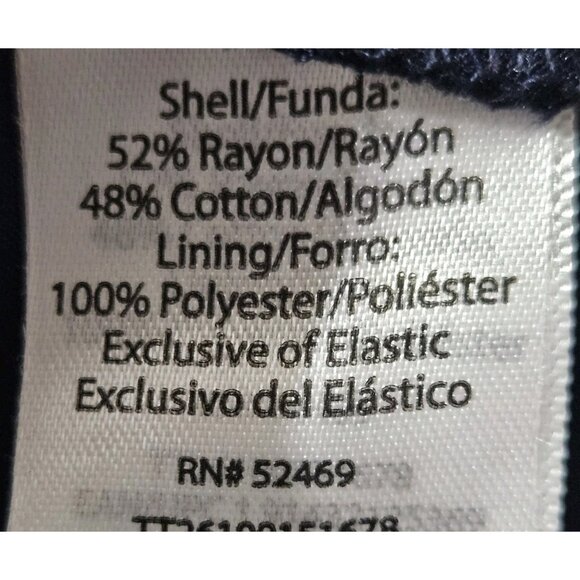 Shell/Funda:
52% Rayon/Rayón
48% Cotton/Algodón
Lining/Forro:
100% Polyester/Poliéster
Exclusive of Elastic
Exclusivo del Elástico
RN# 52469
TT26100151678